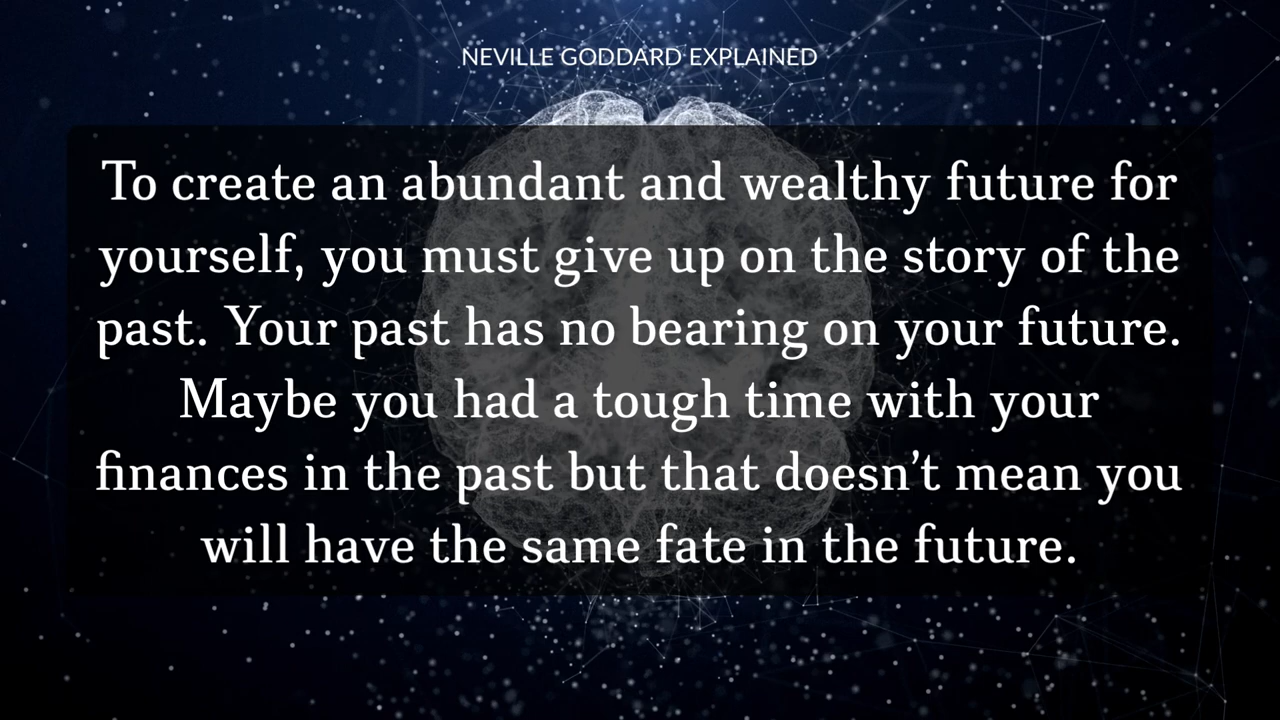 NEVILLE GODDARD EXPLAINED
To create an abundant and wealthy future for
yourself, you must give up on the story of the
past. Your past has no bearing on your future.
Maybe you had a tough time with your
finances in the past but that doesn’t mean you
will have the same fate in the future.